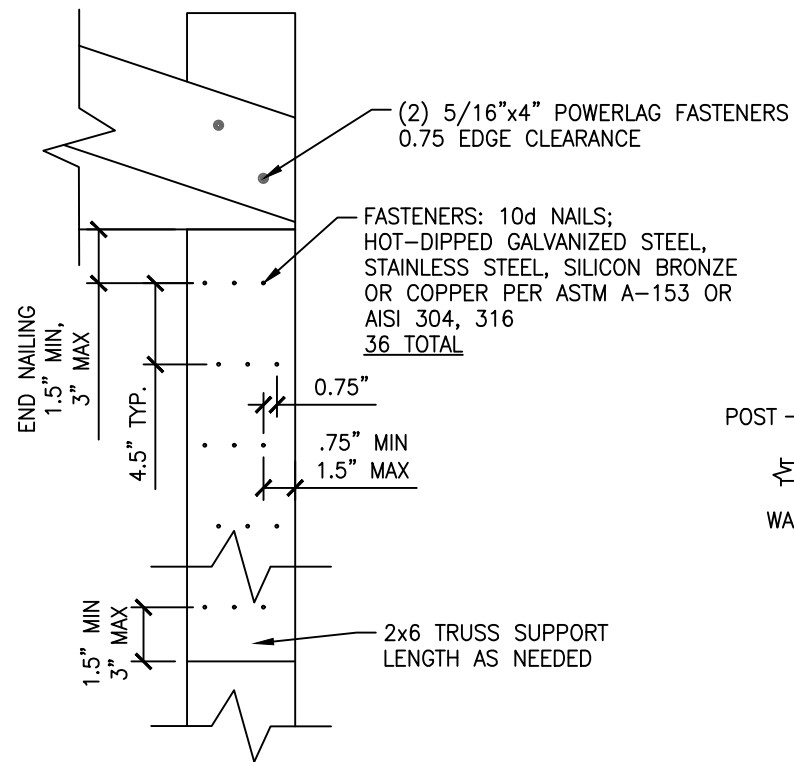 (2) 5/16"x4" POWERLAG FASTENERS
0.75 EDGE CLEARANCE
FASTENERS: 10d NAILS;
HOT-DIPPED GALVANIZED STEEL,
STAINLESS STEEL, SILICON BRONZE
OR COPPER PER ASTM A-153 OR
AISI 304, 316
36 TOTAL
END NAILING
1.5" MIN,
3" MAX
4.5" TYP.
0.75"
.75" MIN
1.5" MAX
POST
WA
1.5" MIN
3" MAX
2x6 TRUSS SUPPORT
LENGTH AS NEEDED